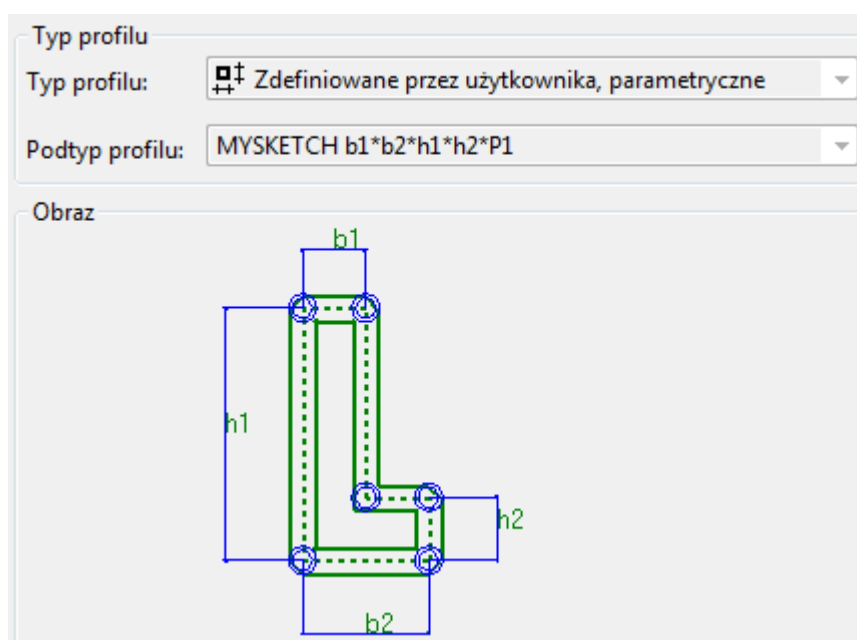 Typ profilu
Typ profilu: Zdefiniowane przez użytkownika, parametryczne
Podtyp profilu: MYSKETCH b1*b2*h1*h2*P1
Obraz
b1
h1
h2
b2